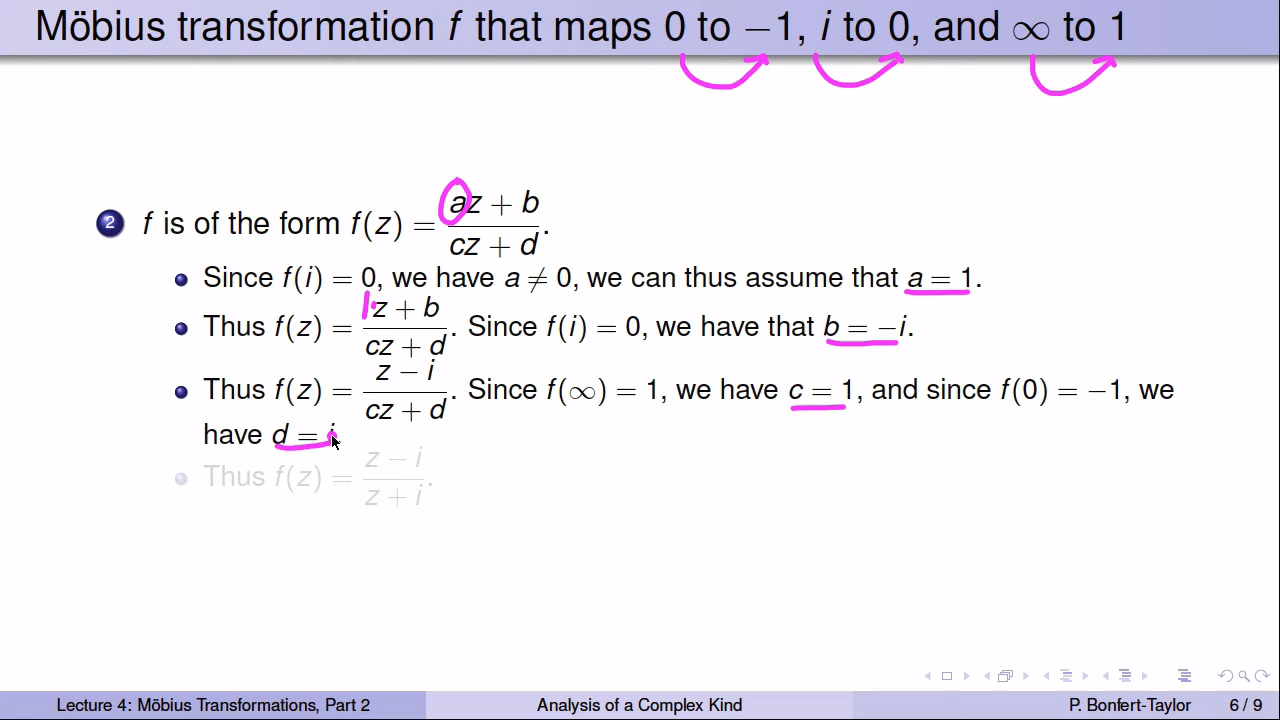 Möbius transformation f that maps 0 to −1, i to 0, and ∞ to 1
2 f is of the form f(z) = (az + b)/(cz + d).
• Since f(i) = 0, we have a ≠ 0, we can thus assume that a = 1.
• Thus f(z) = (1·z + b)/(cz + d). Since f(i) = 0, we have that b = −i.
• Thus f(z) = (z − i)/(cz + d). Since f(∞) = 1, we have c = 1, and since f(0) = −1, we
have d = i
• Thus f(z) = (z − i)/(z + i).
Lecture 4: Möbius Transformations, Part 2 Analysis of a Complex Kind P. Bonfert-Taylor 6 / 9